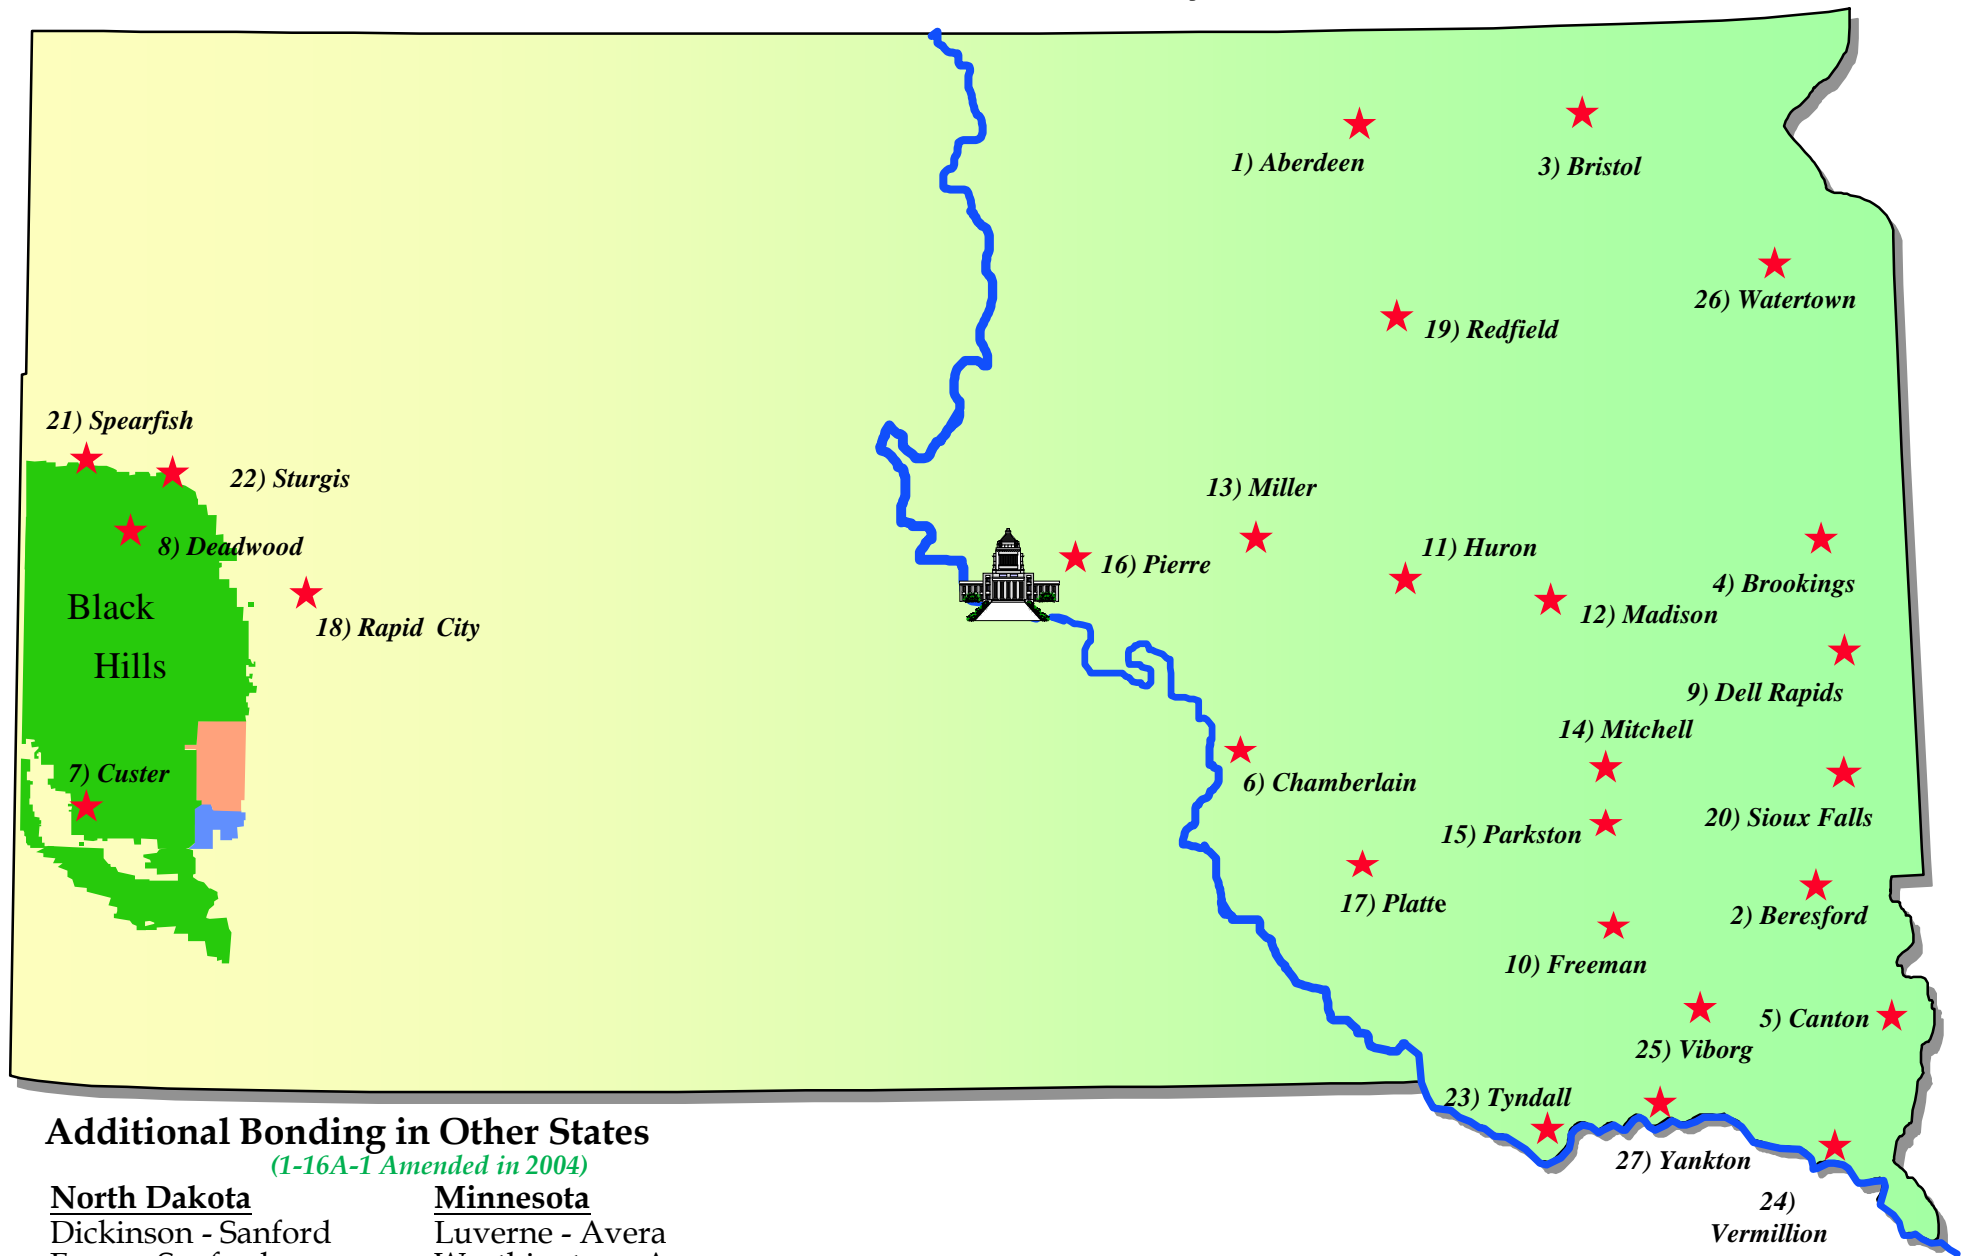 1) Aberdeen
3) Bristol
26) Watertown
19) Redfield
21) Spearfish
22) Sturgis
13) Miller
8) Deadwood
16) Pierre
11) Huron
4) Brookings
12) Madison
Black
Hills
18) Rapid City
9) Dell Rapids
14) Mitchell
7) Custer
6) Chamberlain
20) Sioux Falls
15) Parkston
17) Platte
2) Beresford
10) Freeman
5) Canton
25) Viborg
23) Tyndall
27) Yankton
24)
Vermillion
Additional Bonding in Other States
(1-16A-1 Amended in 2004)
North Dakota
Minnesota
Dickinson - Sanford
Luverne - Avera